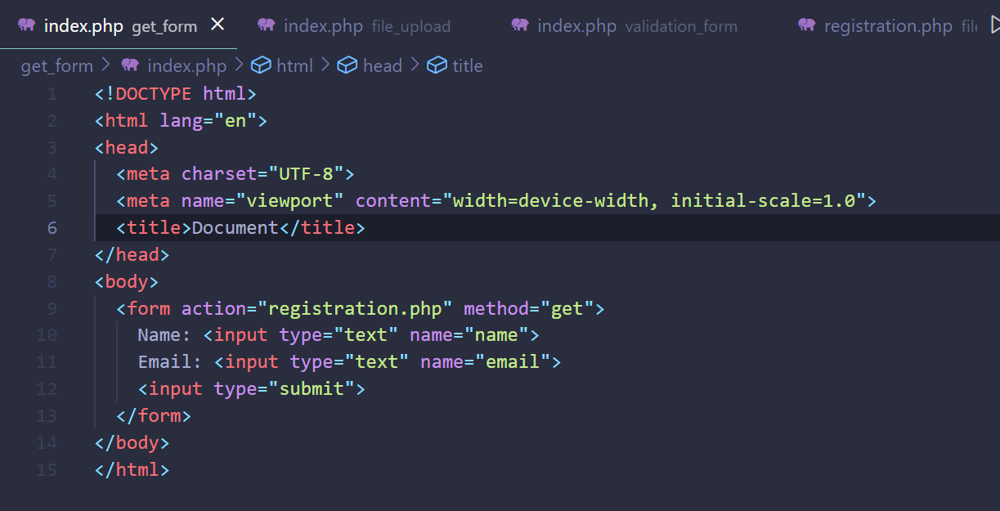 index.php get_form index.php file_upload index.php validation_form registration.php
get_form > index.php > html > head > title
1 <!DOCTYPE html>
2 <html lang="en">
3 <head>
4 <meta charset="UTF-8">
5 <meta name="viewport" content="width=device-width, initial-scale=1.0">
6 <title>Document</title>
7 </head>
8 <body>
9 <form action="registration.php" method="get">
10 Name: <input type="text" name="name">
11 Email: <input type="text" name="email">
12 <input type="submit">
13 </form>
14 </body>
15 </html>